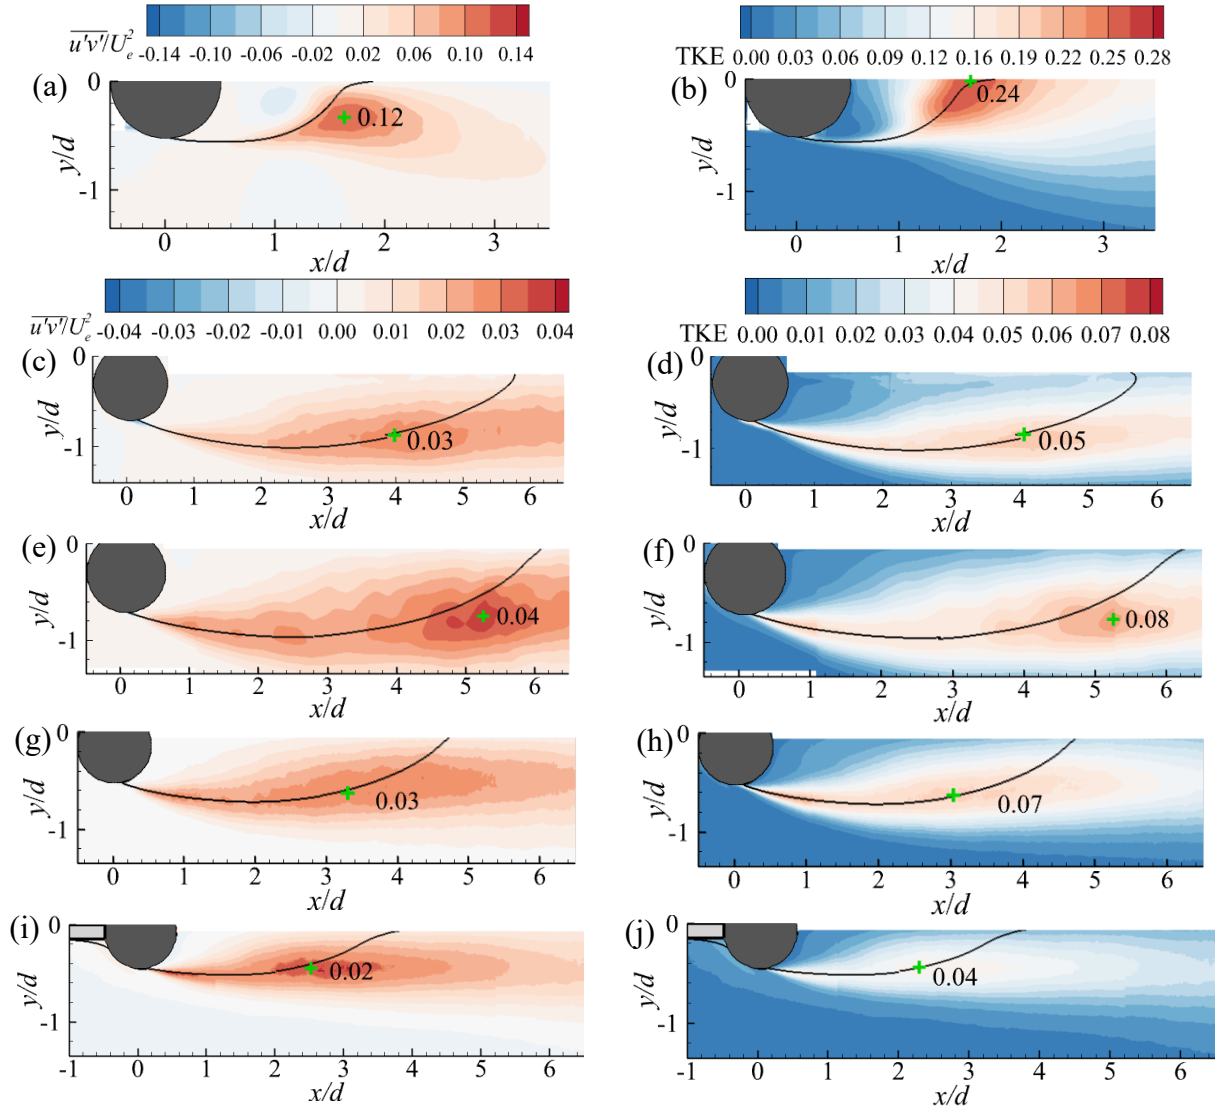 u'v'/U_e^2 -0.14 -0.10 -0.06 -0.02 0.02 0.06 0.10 0.14
TKE 0.00 0.03 0.06 0.09 0.13 0.16 0.19 0.22 0.25 0.28
(a) 0 -1 y/d 0.12
0 1 2 3
x/d
(b) 0 -1 y/d 0.24
0 1 2 3
x/d
u'v'/U_e^2 -0.04 -0.03 -0.02 -0.01 0.00 0.01 0.02 0.03 0.04
TKE 0.00 0.01 0.02 0.03 0.04 0.05 0.06 0.07 0.08
(c) 0 -1 y/d 0.03
0 1 2 3 4 5 6
x/d
(d) 0 -1 y/d 0.05
0 1 2 3 4 5 6
x/d
(e) 0 -1 y/d 0.04
0 1 2 3 4 5 6
x/d
(f) 0 -1 y/d 0.08
0 1 2 3 4 5 6
x/d
(g) 0 -1 y/d 0.03
0 1 2 3 4 5 6
x/d
(h) 0 -1 y/d 0.07
0 1 2 3 4 5 6
x/d
(i) 0 -1 y/d 0.02
-1 0 1 2 3 4 5 6
x/d
(j) 0 -1 y/d 0.04
-1 0 1 2 3 4 5 6
x/d